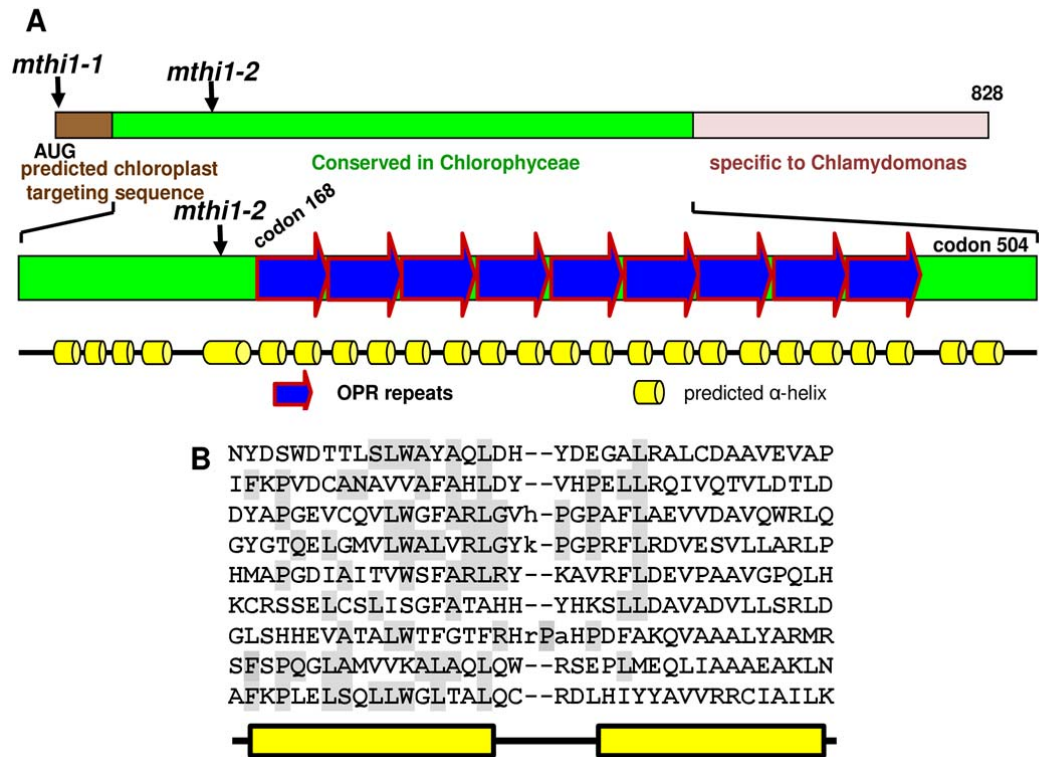 A
mthi1-1
mthi1-2
828
AUG
predicted chloroplast
targeting sequence
Conserved in Chlorophyceae
specific to Chlamydomonas
mthi1-2
codon 168
codon 504
OPR repeats
predicted α-helix
B
NYDSWDTTLSLWAYAQLDH--YDEGALRALCDAAVEVAP
IFKPVDCANAVVAFAHLDY--VHPELLRQIVQTVLDTLD
DYAPGEVCQVLWGFARLGVh-PGPAFLAEVVDAVQWRLQ
GYGTQELGMVLWALVRLGYk-PGPRFLRDVESVLLARLP
HMAPGDIAITVWSFARLRY--KAVRFLDEVPAAVGPQLH
KCRSSELCSLISGFATAHH--YHKSLLDAVADVLLSRLD
GLSHHEVATALWTFGTFRHrPaHPDFAKQVAAALYARMR
SFSPQGLAMVVKALAQLQW--RSEPLMEQLIAAAEAKLN
AFKPLELSQLLWGLTALQC--RDLHIYYAVVRRCIAILK